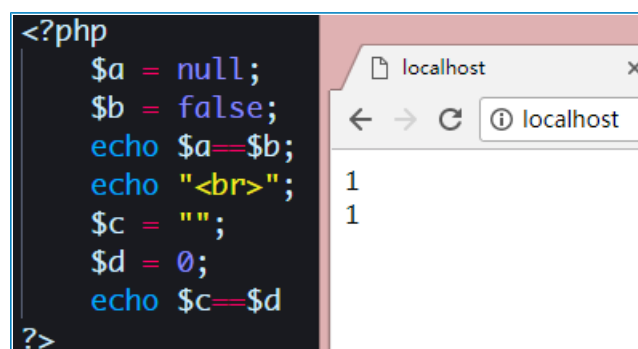 <?php
$a = null;
$b = false;
echo $a==$b;
echo "<br>";
$c = "";
$d = 0;
echo $c==$d
?>
localhost
localhost
1
1